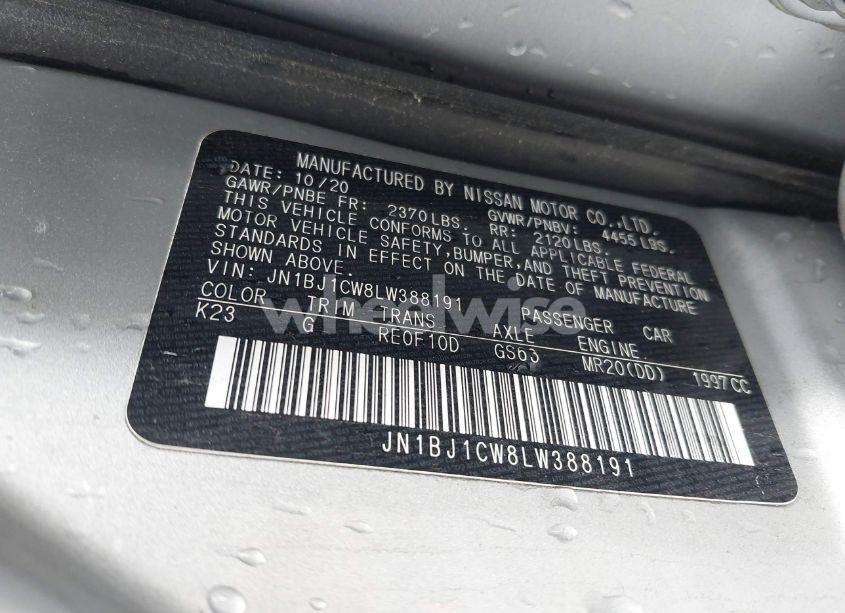 MANUFACTURED BY NISSAN MOTOR CO.,LTD.
DATE: 10/20 GVWR/PNBV: 4455 LBS.
GAWR/PNBE FR: 2370LBS. RR: 2120LBS.
THIS VEHICLE CONFORMS TO ALL APPLICABLE FEDERAL
MOTOR VEHICLE SAFETY,BUMPER,AND THEFT PREVENTION
STANDARDS IN EFFECT ON THE DATE OF MANUFACTURE
SHOWN ABOVE.
VIN: JN1BJ1CW8LW388191 PASSENGER CAR
COLOR TRIM TRANS AXLE ENGINE
K23 G RE0F10D GS63 MR20(DD) 1997CC
JN1BJ1CW8LW388191
wheelwise